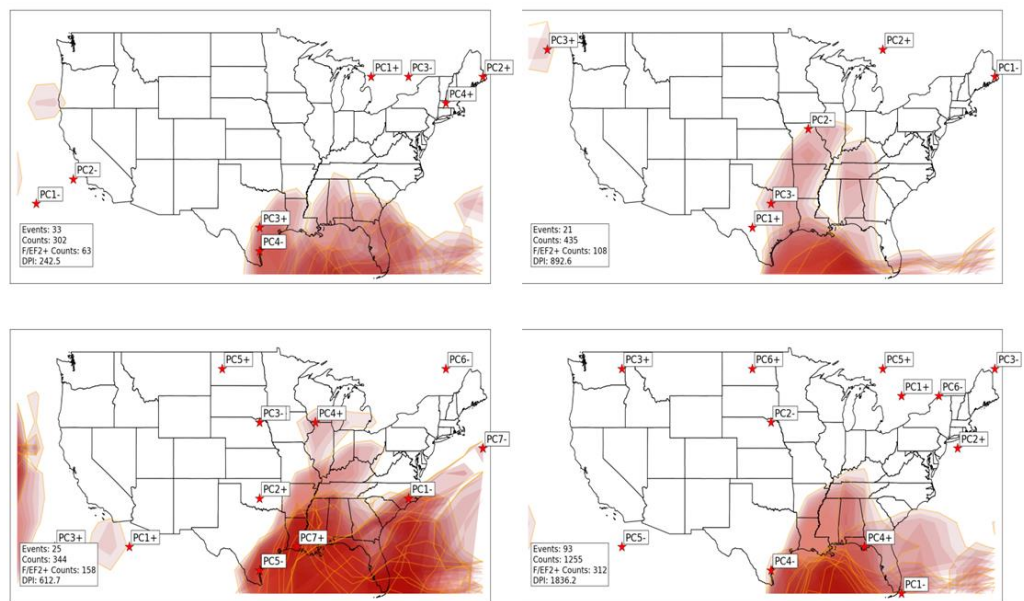 PC1+
PC3-
PC2+
PC4+
PC2-
PC1-
PC3+
PC4-
Events: 33
Counts: 302
F/EF2+ Counts: 63
DPI: 242.5
PC3+
PC2+
PC1-
PC2-
PC3-
PC1+
Events: 21
Counts: 435
F/EF2+ Counts: 108
DPI: 892.6
PC5+
PC6-
PC3-
PC4+
PC7-
PC2+
PC1-
PC3+
PC1+
PC7+
PC5-
Events: 25
Counts: 344
F/EF2+ Counts: 158
DPI: 612.7
PC3+
PC6+
PC5+
PC3-
PC1+
PC6-
PC2-
PC2+
PC5-
PC4+
PC4-
PC1-
Events: 93
Counts: 1255
F/EF2+ Counts: 312
DPI: 1836.2